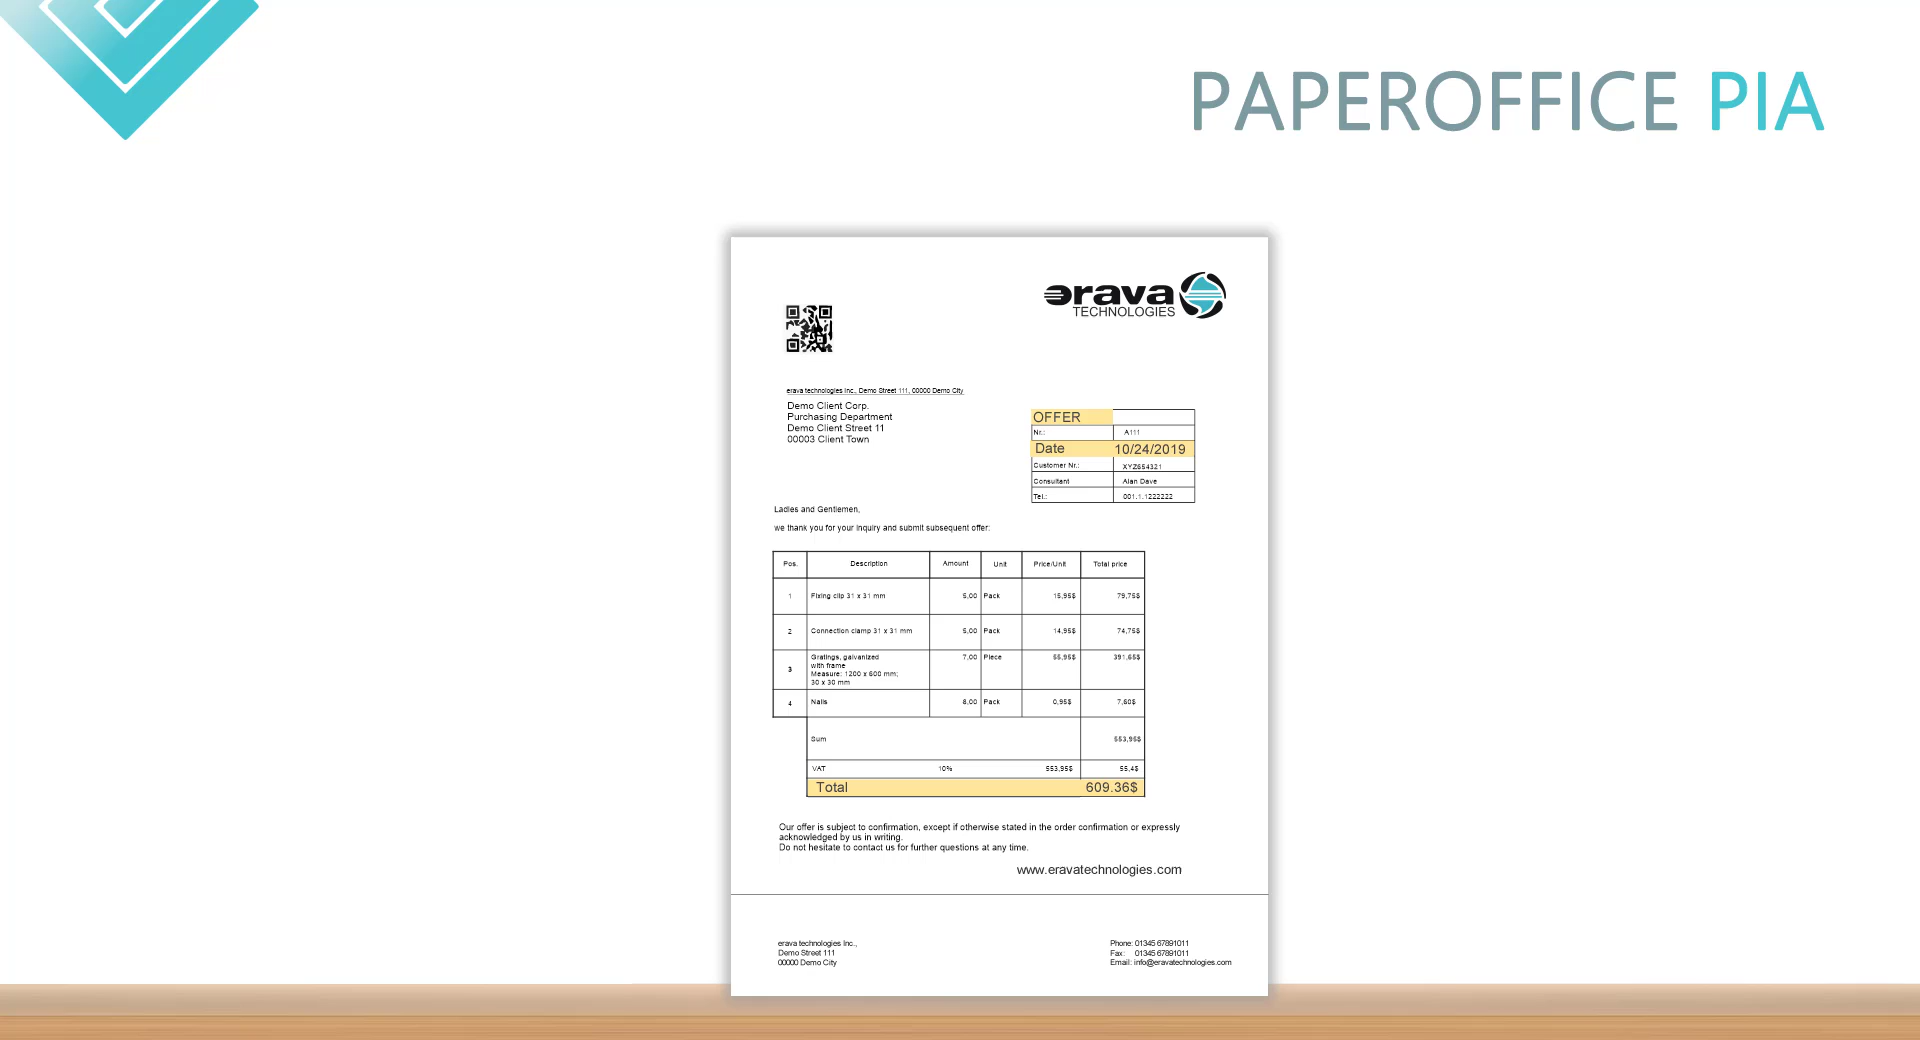 PAPEROFFICE PIA
erava
TECHNOLOGIES
erava technologies Inc., Demo Street 111, 00000 Demo City
Demo Client Corp.
Purchasing Department
Demo Client Street 11
00003 Client Town
OFFER
Nr.: A111
Date 10/24/2019
Customer Nr.: XYZ654321
Consultant Alan Dave
Tel.: 001.1.1222222
Ladies and Gentlemen,
we thank you for your inquiry and submit subsequent offer:
Pos. Description Amount Unit Price/Unit Total price
1 Fixing clip 31 x 31 mm 5,00 Pack 15,95$ 79,75$
2 Connection clamp 31 x 31 mm 5,00 Pack 14,95$ 74,75$
3 Gratings, galvanized 7,00 Piece 55,95$ 391,65$
with frame
Measure: 1200 x 600 mm;
30 x 30 mm
4 Nails 8,00 Pack 0,95$ 7,60$
Sum 553,95$
VAT 10% 553,95$ 55,4$
Total 609.36$
Our offer is subject to confirmation, except if otherwise stated in the order confirmation or expressly
acknowledged by us in writing.
Do not hesitate to contact us for further questions at any time.
www.eravatechnologies.com
erava technologies Inc.,
Demo Street 111
00000 Demo City
Phone: 01345 67891011
Fax: 01345 67891011
Email: info@eravatechnologies.com